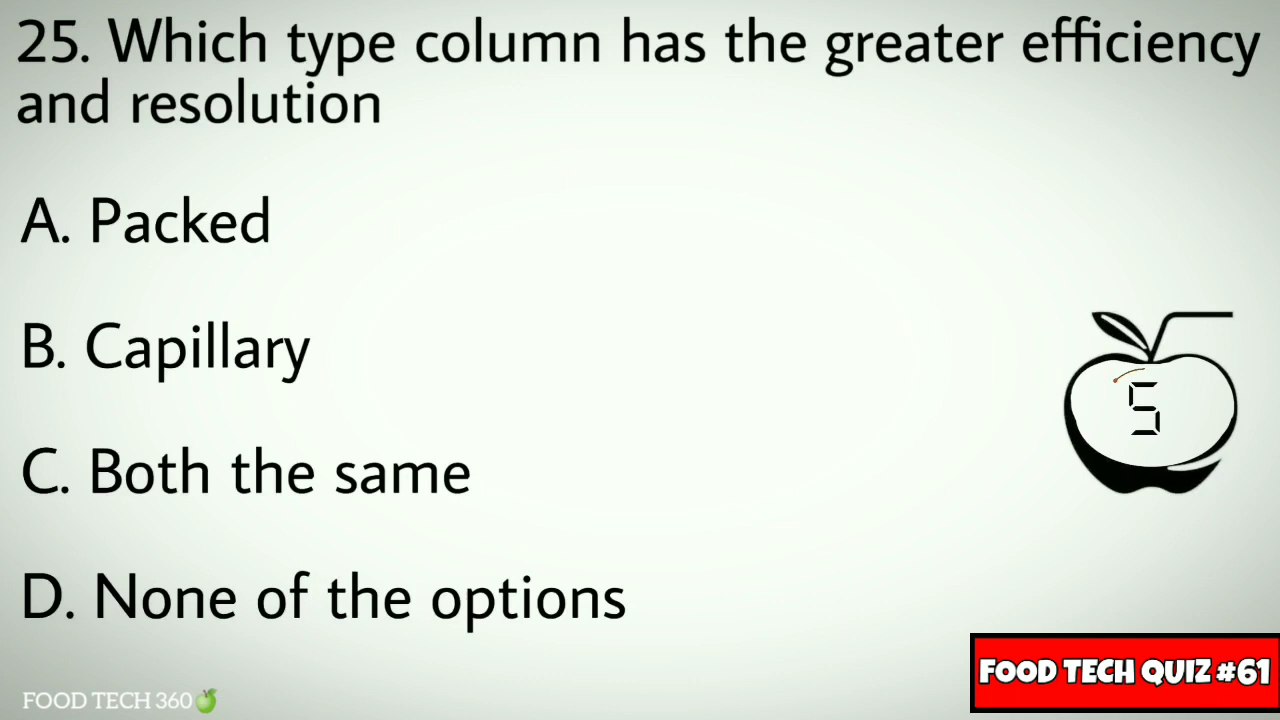 25. Which type column has the greater efficiency
and resolution
A. Packed
B. Capillary
5
C. Both the same
D. None of the options
FOOD TECH QUIZ #61
FOOD TECH 360